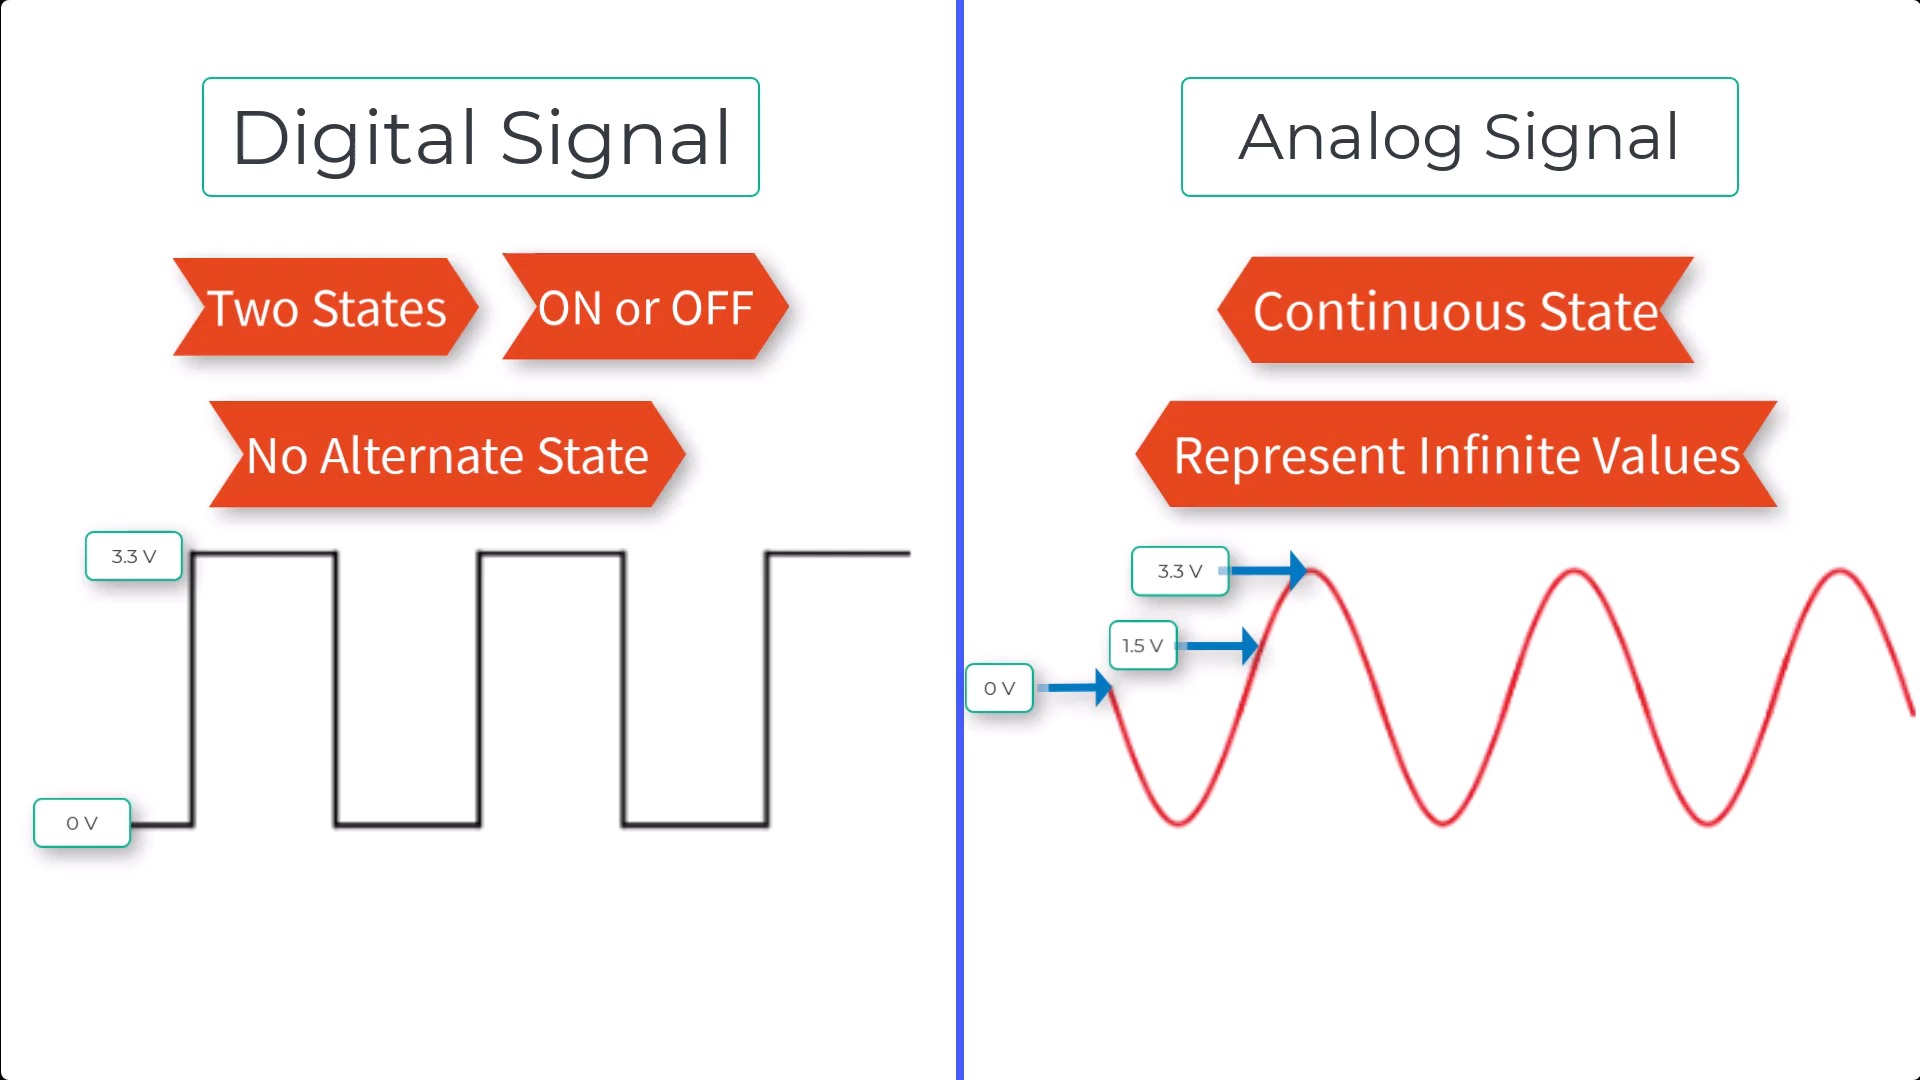 Digital Signal
Two States
ON or OFF
No Alternate State
3.3 V
0 V
Analog Signal
Continuous State
Represent Infinite Values
3.3 V
1.5 V
0 V